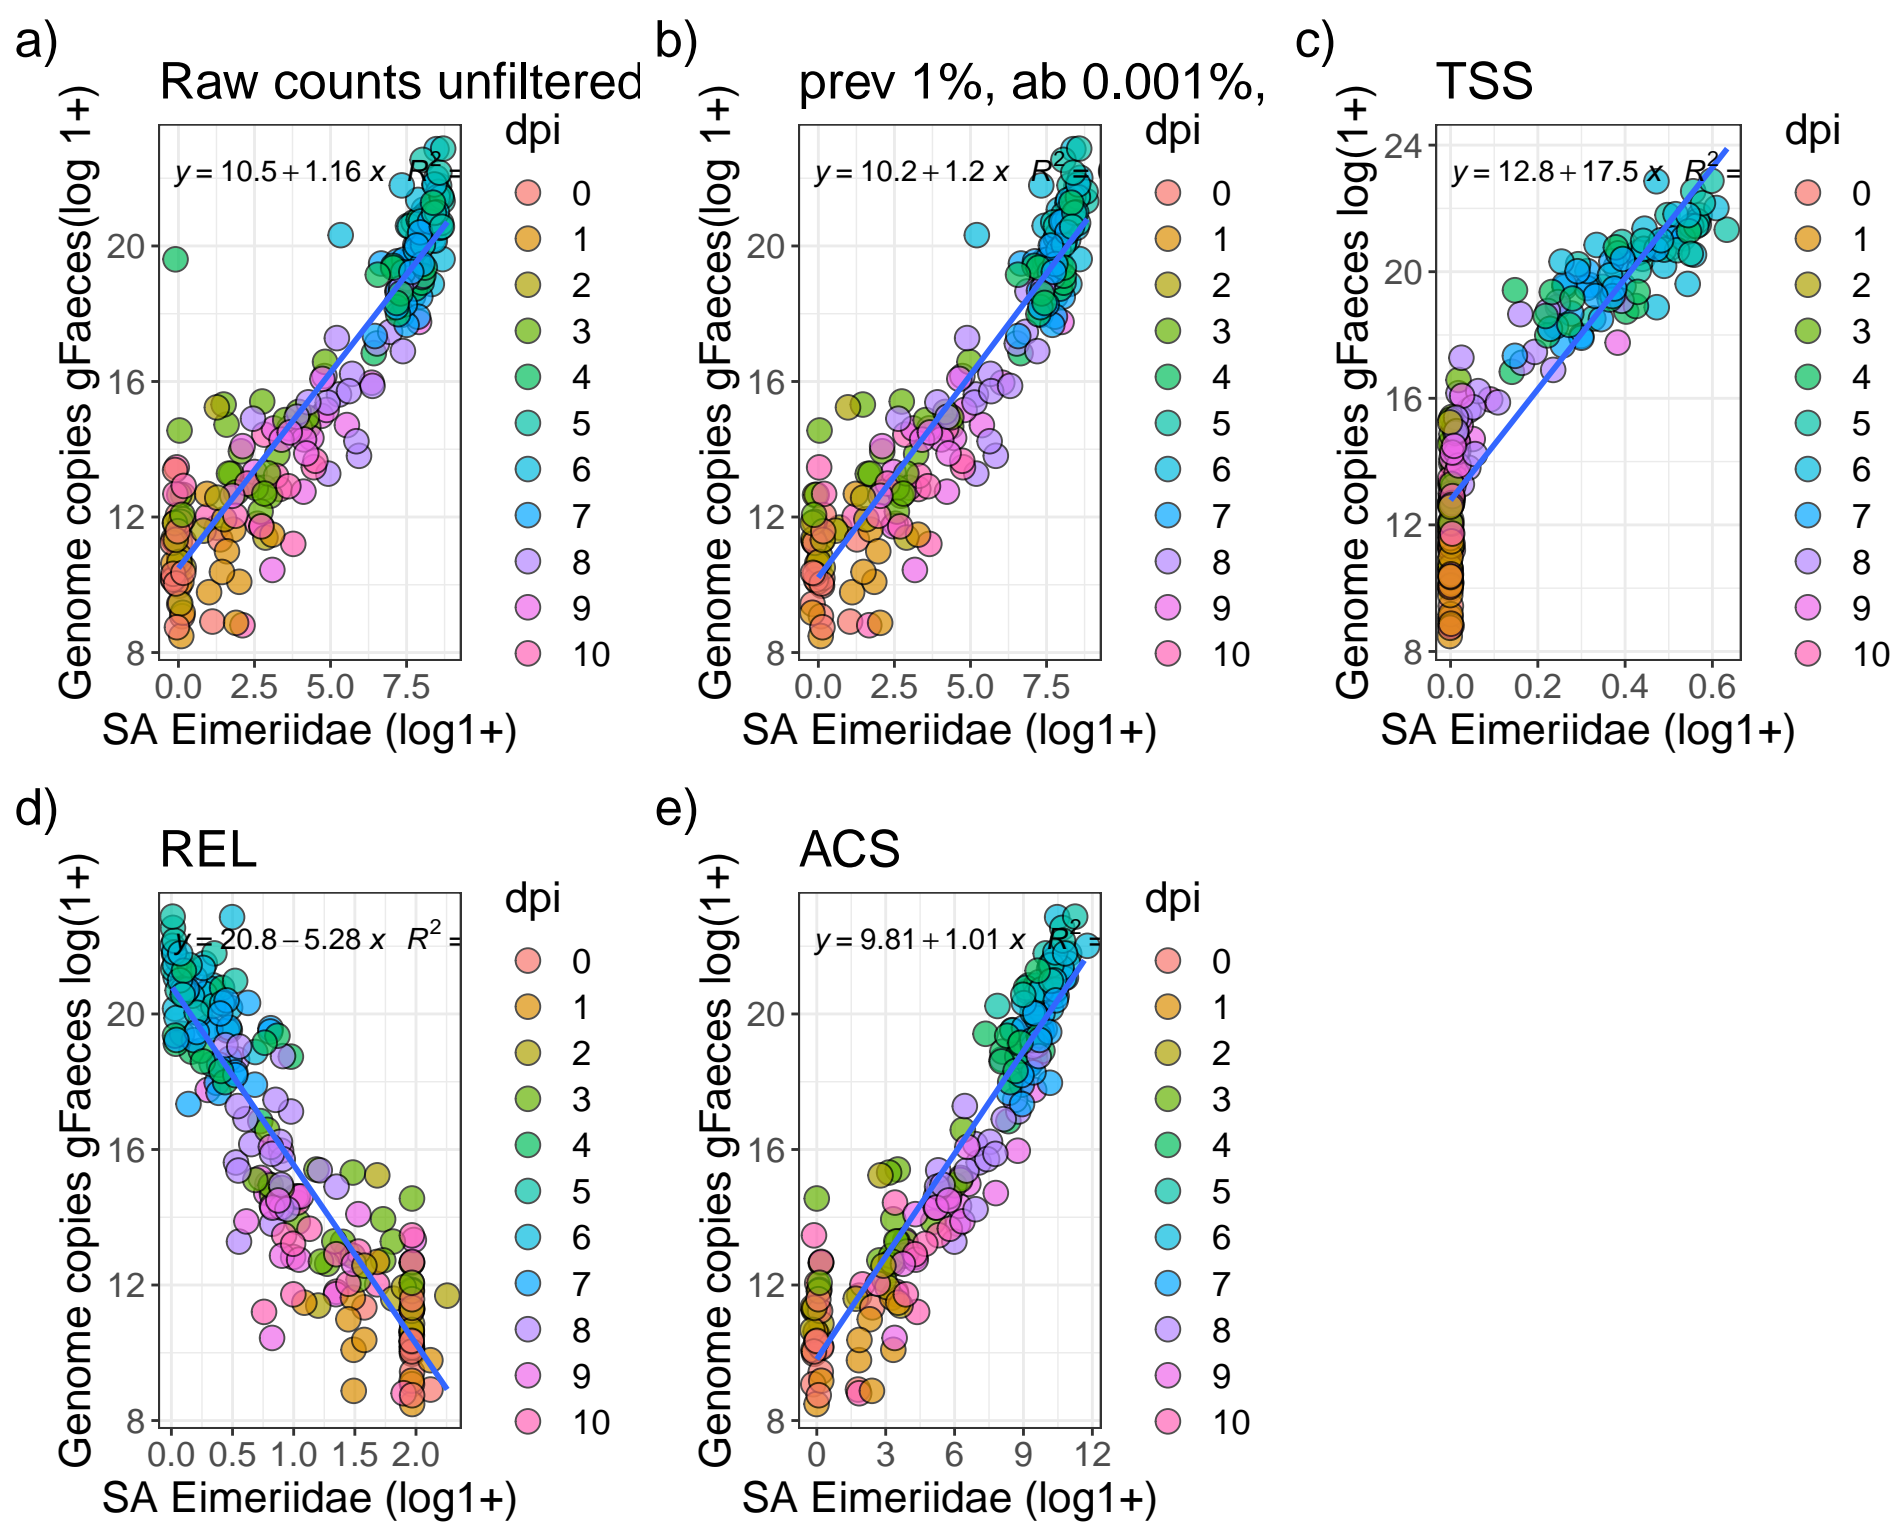 a)
Raw counts unfiltered
Genome copies gFaeces(log 1+)
y = 10.5 + 1.16 x R² =
20
16
12
8
0.0 2.5 5.0 7.5
SA Eimeriidae (log1+)
dpi
0
1
2
3
4
5
6
7
8
9
10
b)
prev 1%, ab 0.001%,
Genome copies gFaeces(log 1+)
y = 10.2 + 1.2 x R² =
20
16
12
8
0.0 2.5 5.0 7.5
SA Eimeriidae (log1+)
dpi
0
1
2
3
4
5
6
7
8
9
10
c)
TSS
Genome copies gFaeces log(1+)
y = 12.8 + 17.5 x R² =
24
20
16
12
8
0.0 0.2 0.4 0.6
SA Eimeriidae (log1+)
dpi
0
1
2
3
4
5
6
7
8
9
10
d)
REL
Genome copies gFaeces log(1+)
y = 20.8 − 5.28 x R² =
20
16
12
8
0.0 0.5 1.0 1.5 2.0
SA Eimeriidae (log1+)
dpi
0
1
2
3
4
5
6
7
8
9
10
e)
ACS
Genome copies gFaeces log(1+)
y = 9.81 + 1.01 x R² =
20
16
12
8
0 3 6 9 12
SA Eimeriidae (log1+)
dpi
0
1
2
3
4
5
6
7
8
9
10